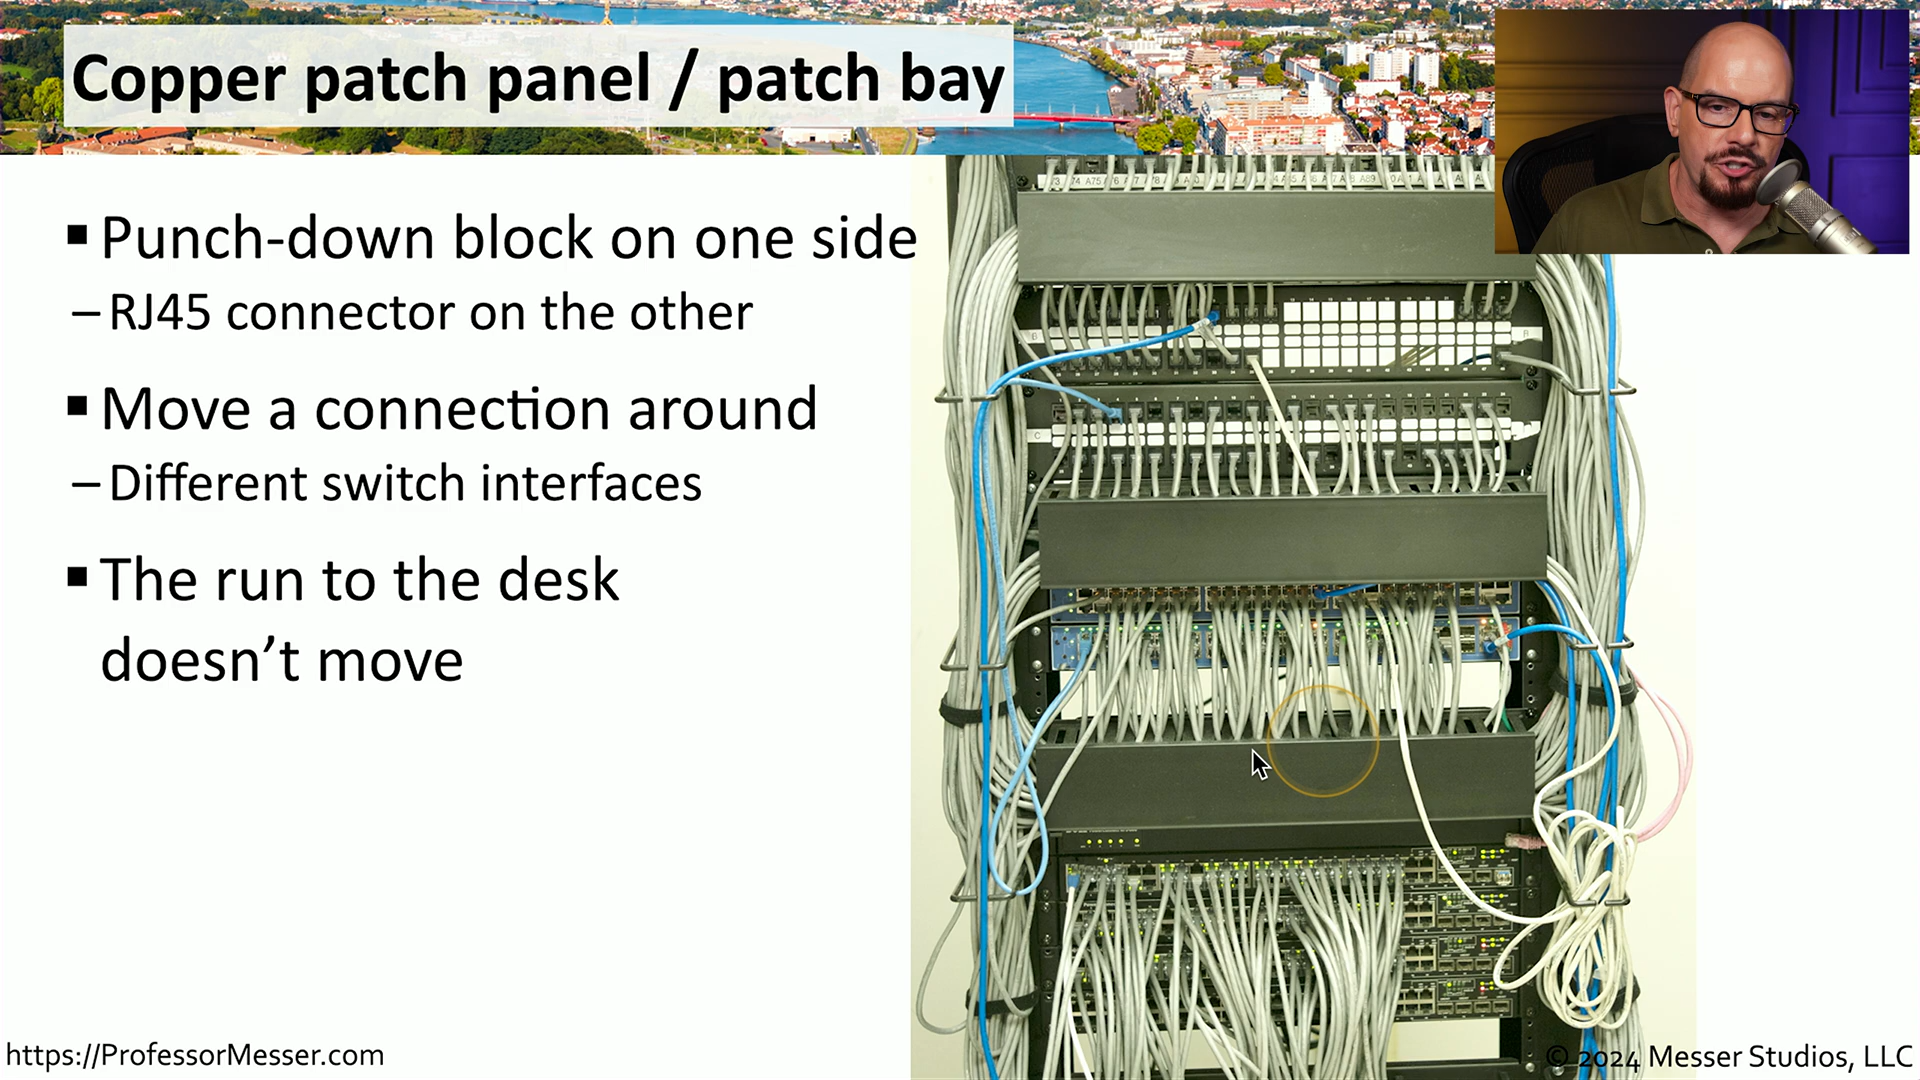 Copper patch panel / patch bay
▪ Punch-down block on one side
– RJ45 connector on the other
▪ Move a connection around
– Different switch interfaces
▪ The run to the desk
doesn’t move
https://ProfessorMesser.com
© 2024 Messer Studios, LLC